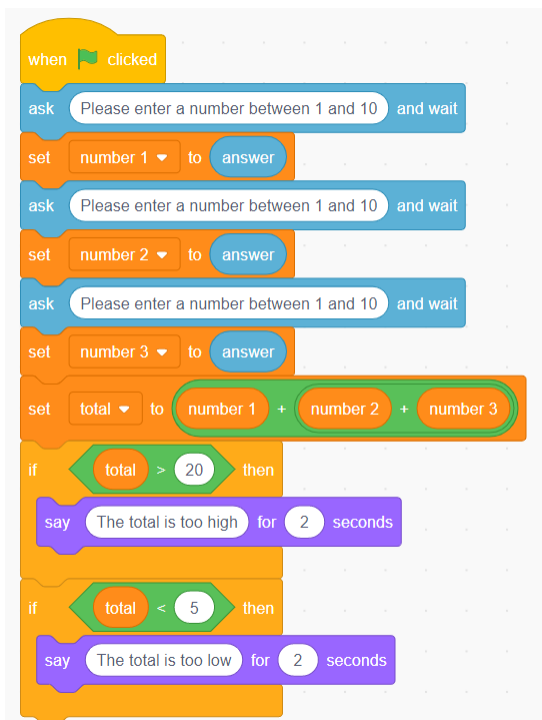 when clicked
ask Please enter a number between 1 and 10 and wait
set number 1 to answer
ask Please enter a number between 1 and 10 and wait
set number 2 to answer
ask Please enter a number between 1 and 10 and wait
set number 3 to answer
set total to number 1 + number 2 + number 3
if total > 20 then
say The total is too high for 2 seconds
if total < 5 then
say The total is too low for 2 seconds